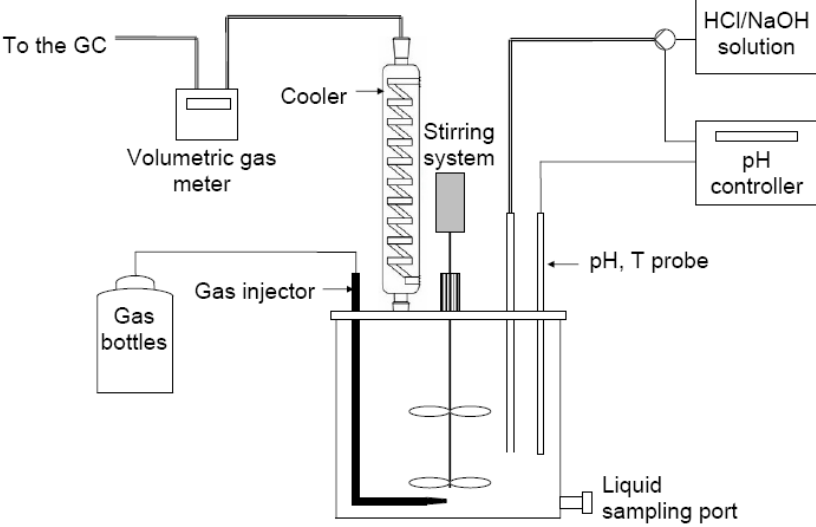 To the GC
Volumetric gas
meter
Cooler
Stirring
system
HCl/NaOH
solution
pH
controller
pH, T probe
Gas injector
Gas
bottles
Liquid
sampling port